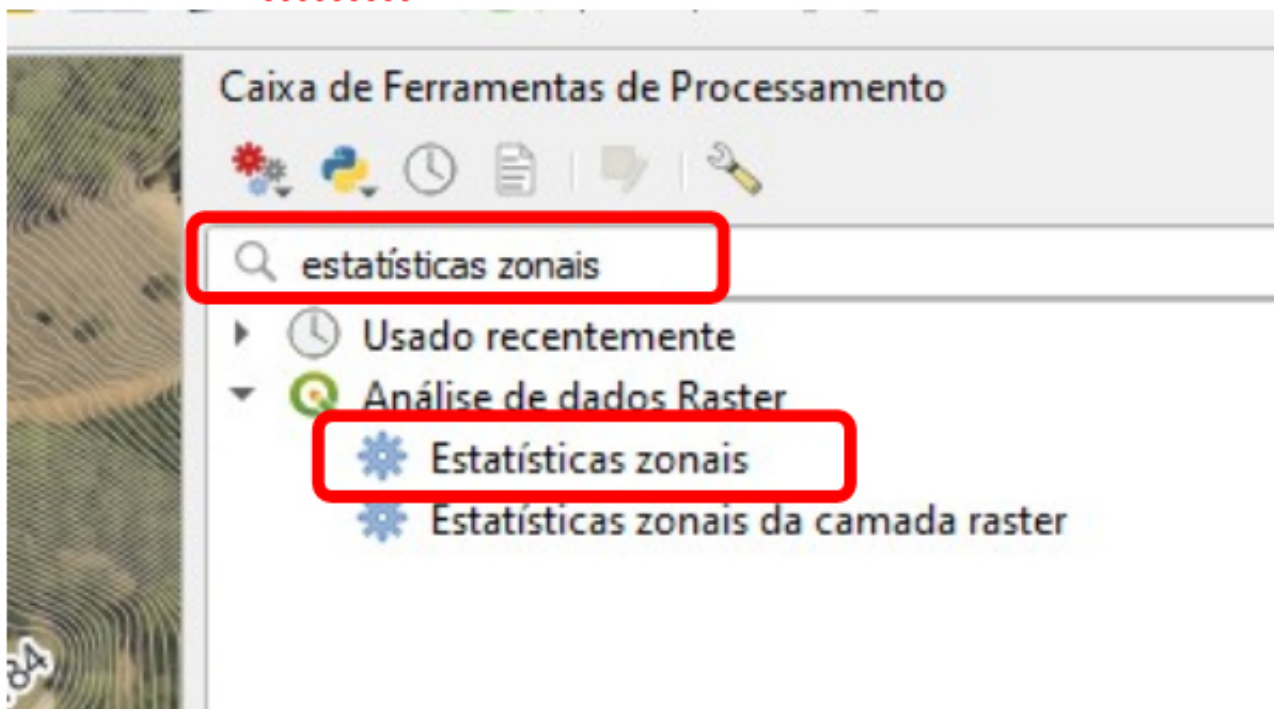 Caixa de Ferramentas de Processamento
estatísticas zonais
Usado recentemente
Análise de dados Raster
Estatísticas zonais
Estatísticas zonais da camada raster